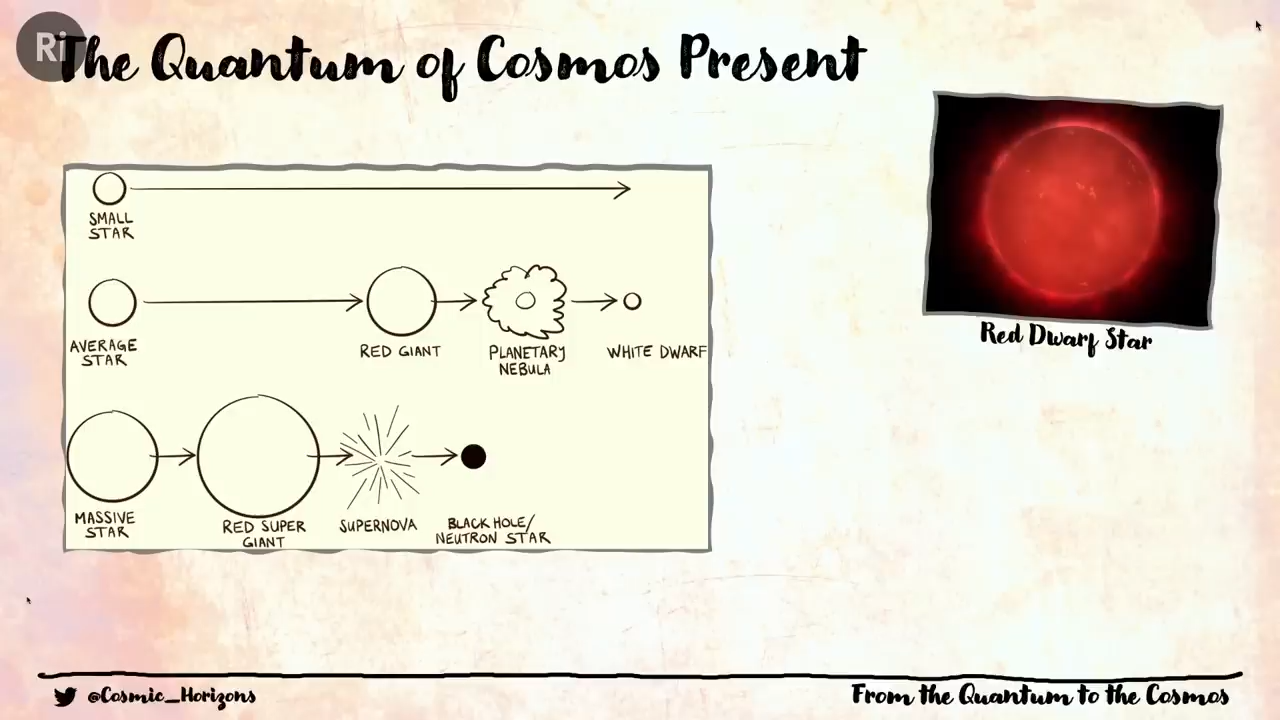 Ri
The Quantum of Cosmos Present
SMALL
STAR
AVERAGE
STAR
RED GIANT
PLANETARY
NEBULA
WHITE DWARF
MASSIVE
STAR
RED SUPER
GIANT
SUPERNOVA
BLACK HOLE/
NEUTRON STAR
Red Dwarf Star
@Cosmic_Horizons
From the Quantum to the Cosmos